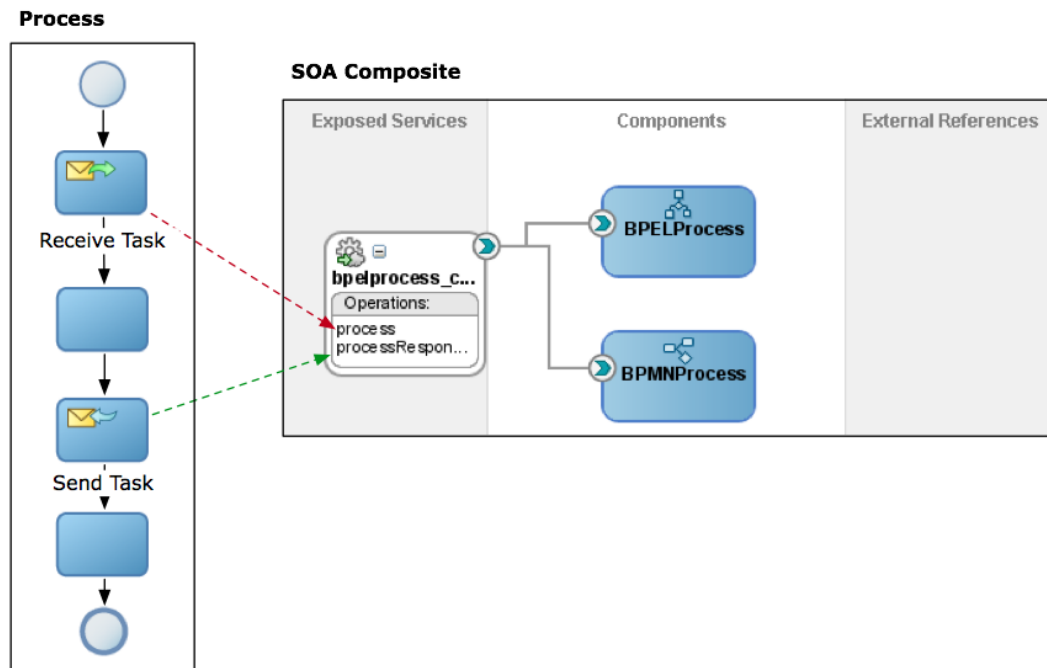 Process
SOA Composite
Exposed Services
Components
External References
Receive Task
Send Task
bpelprocess_c...
Operations:
process
processRespon...
BPELProcess
BPMNProcess